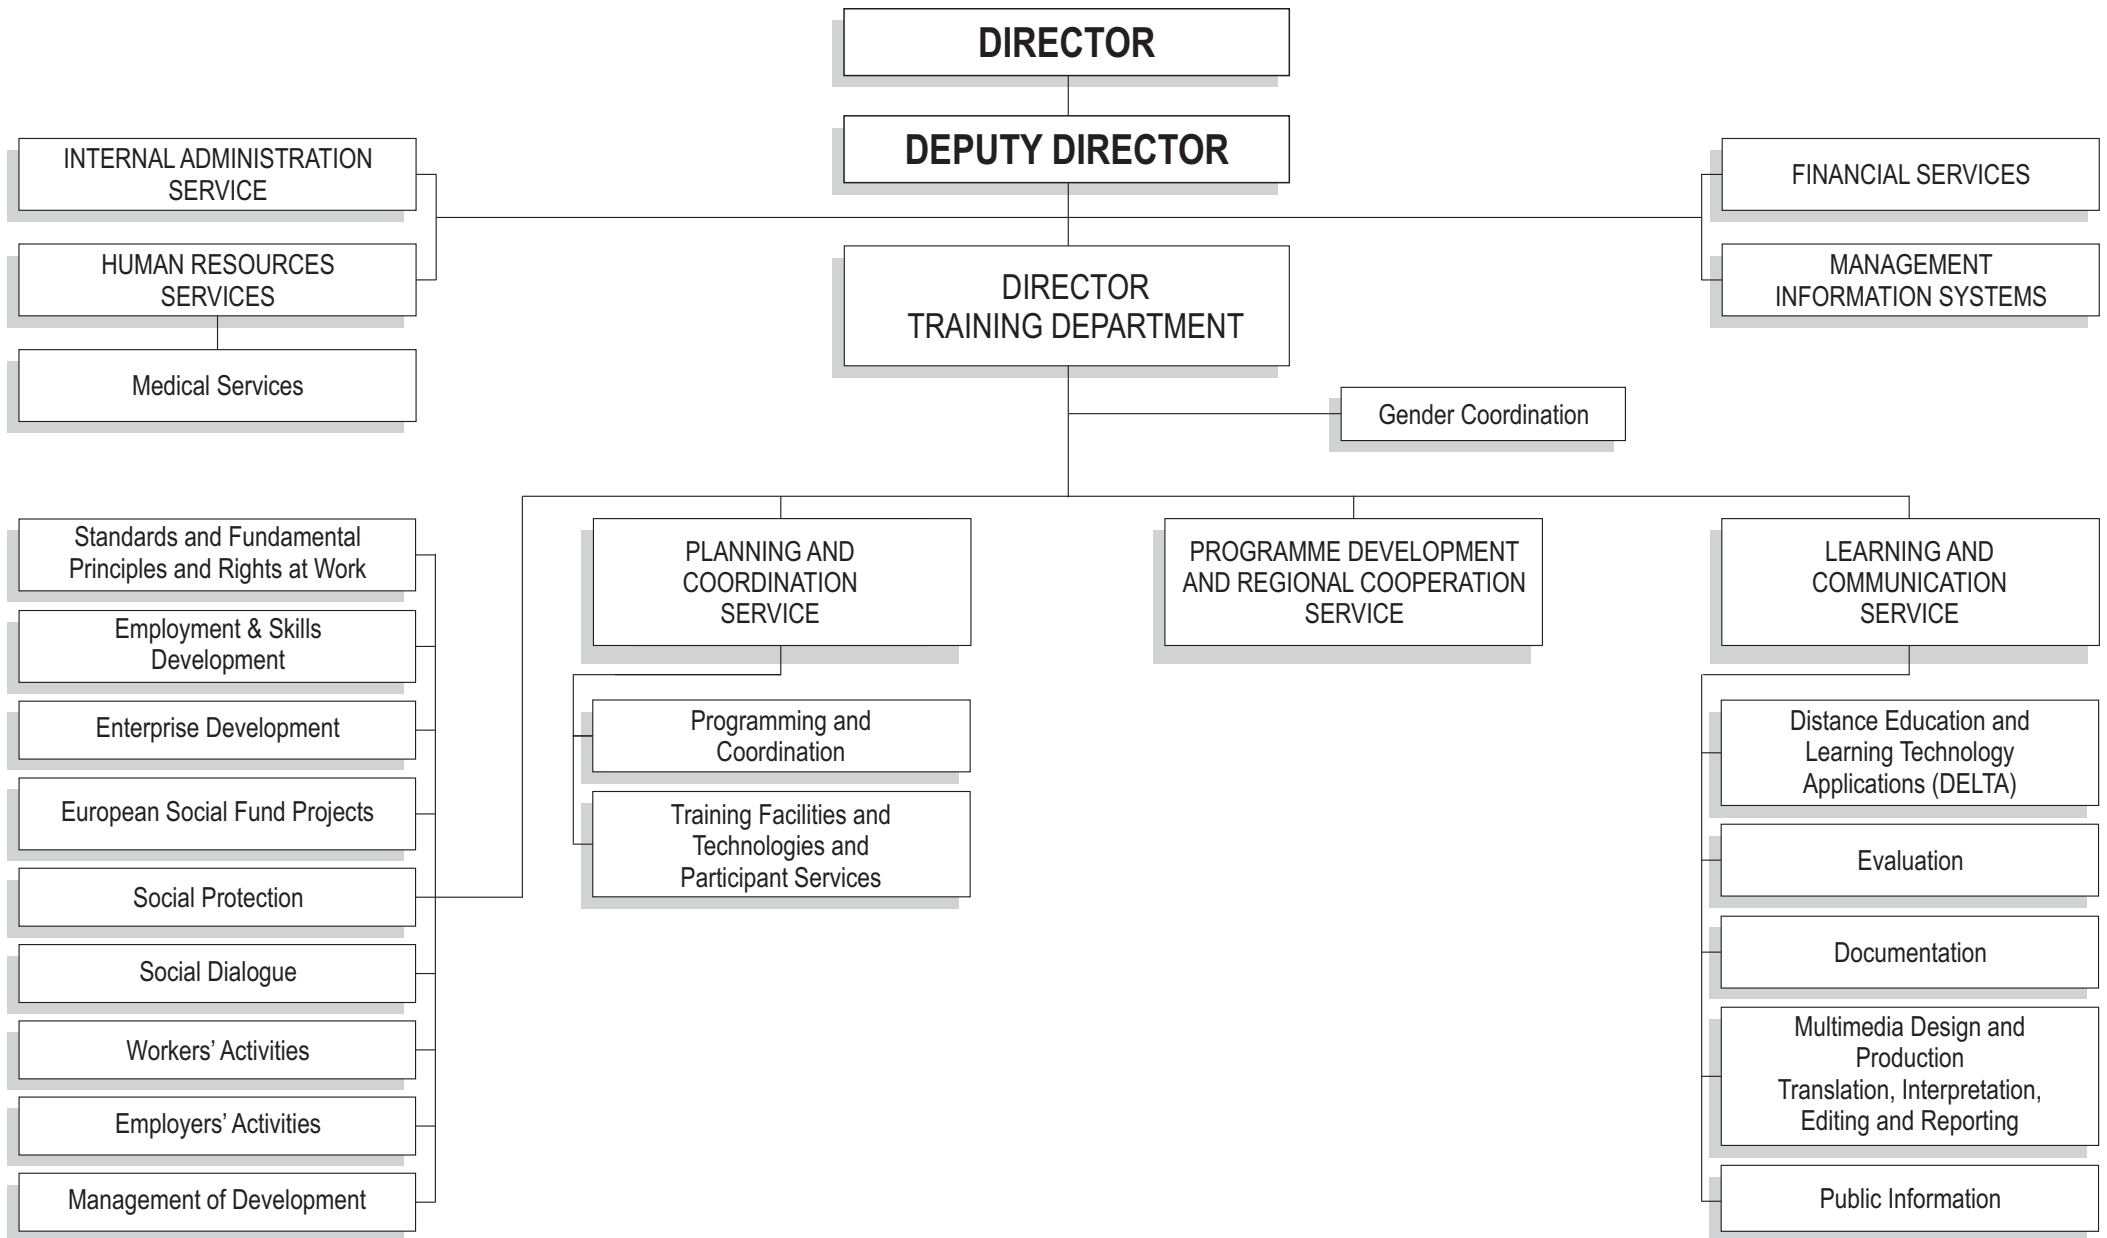 DIRECTOR
DEPUTY DIRECTOR
INTERNAL ADMINISTRATION
SERVICE
FINANCIAL SERVICES
HUMAN RESOURCES
SERVICES
DIRECTOR
TRAINING DEPARTMENT
MANAGEMENT
INFORMATION SYSTEMS
Medical Services
Gender Coordination
Standards and Fundamental
Principles and Rights at Work
Employment & Skills
Development
Enterprise Development
European Social Fund Projects
Social Protection
Social Dialogue
Workers’ Activities
Employers’ Activities
Management of Development
PLANNING AND
COORDINATION
SERVICE
Programming and
Coordination
Training Facilities and
Technologies and
Participant Services
PROGRAMME DEVELOPMENT
AND REGIONAL COOPERATION
SERVICE
LEARNING AND
COMMUNICATION
SERVICE
Distance Education and
Learning Technology
Applications (DELTA)
Evaluation
Documentation
Multimedia Design and
Production
Translation, Interpretation,
Editing and Reporting
Public Information